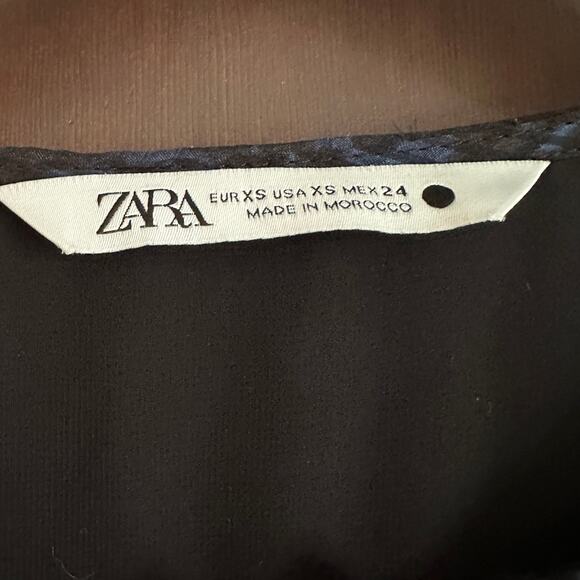 ZARA
EUR XS USA XS MEX 24
MADE IN MOROCCO